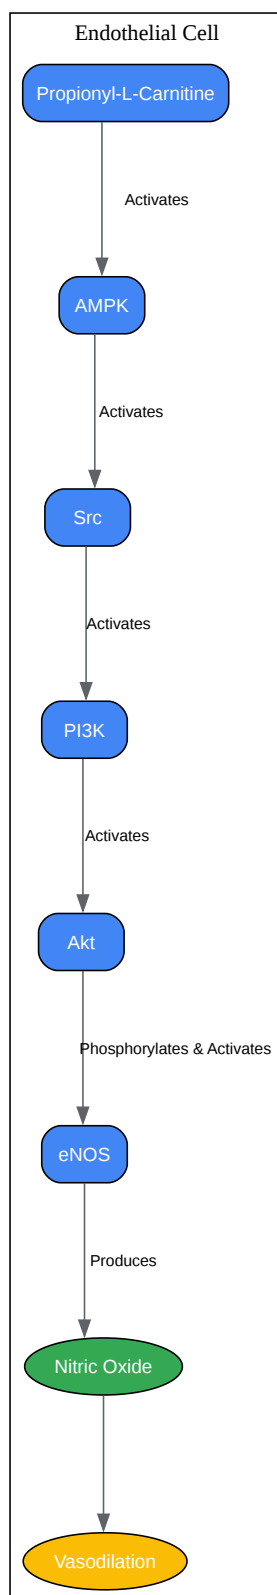 Endothelial Cell
Propionyl-L-Carnitine
Activates
AMPK
Activates
Src
Activates
PI3K
Activates
Akt
Phosphorylates & Activates
eNOS
Produces
Nitric Oxide
Vasodilation